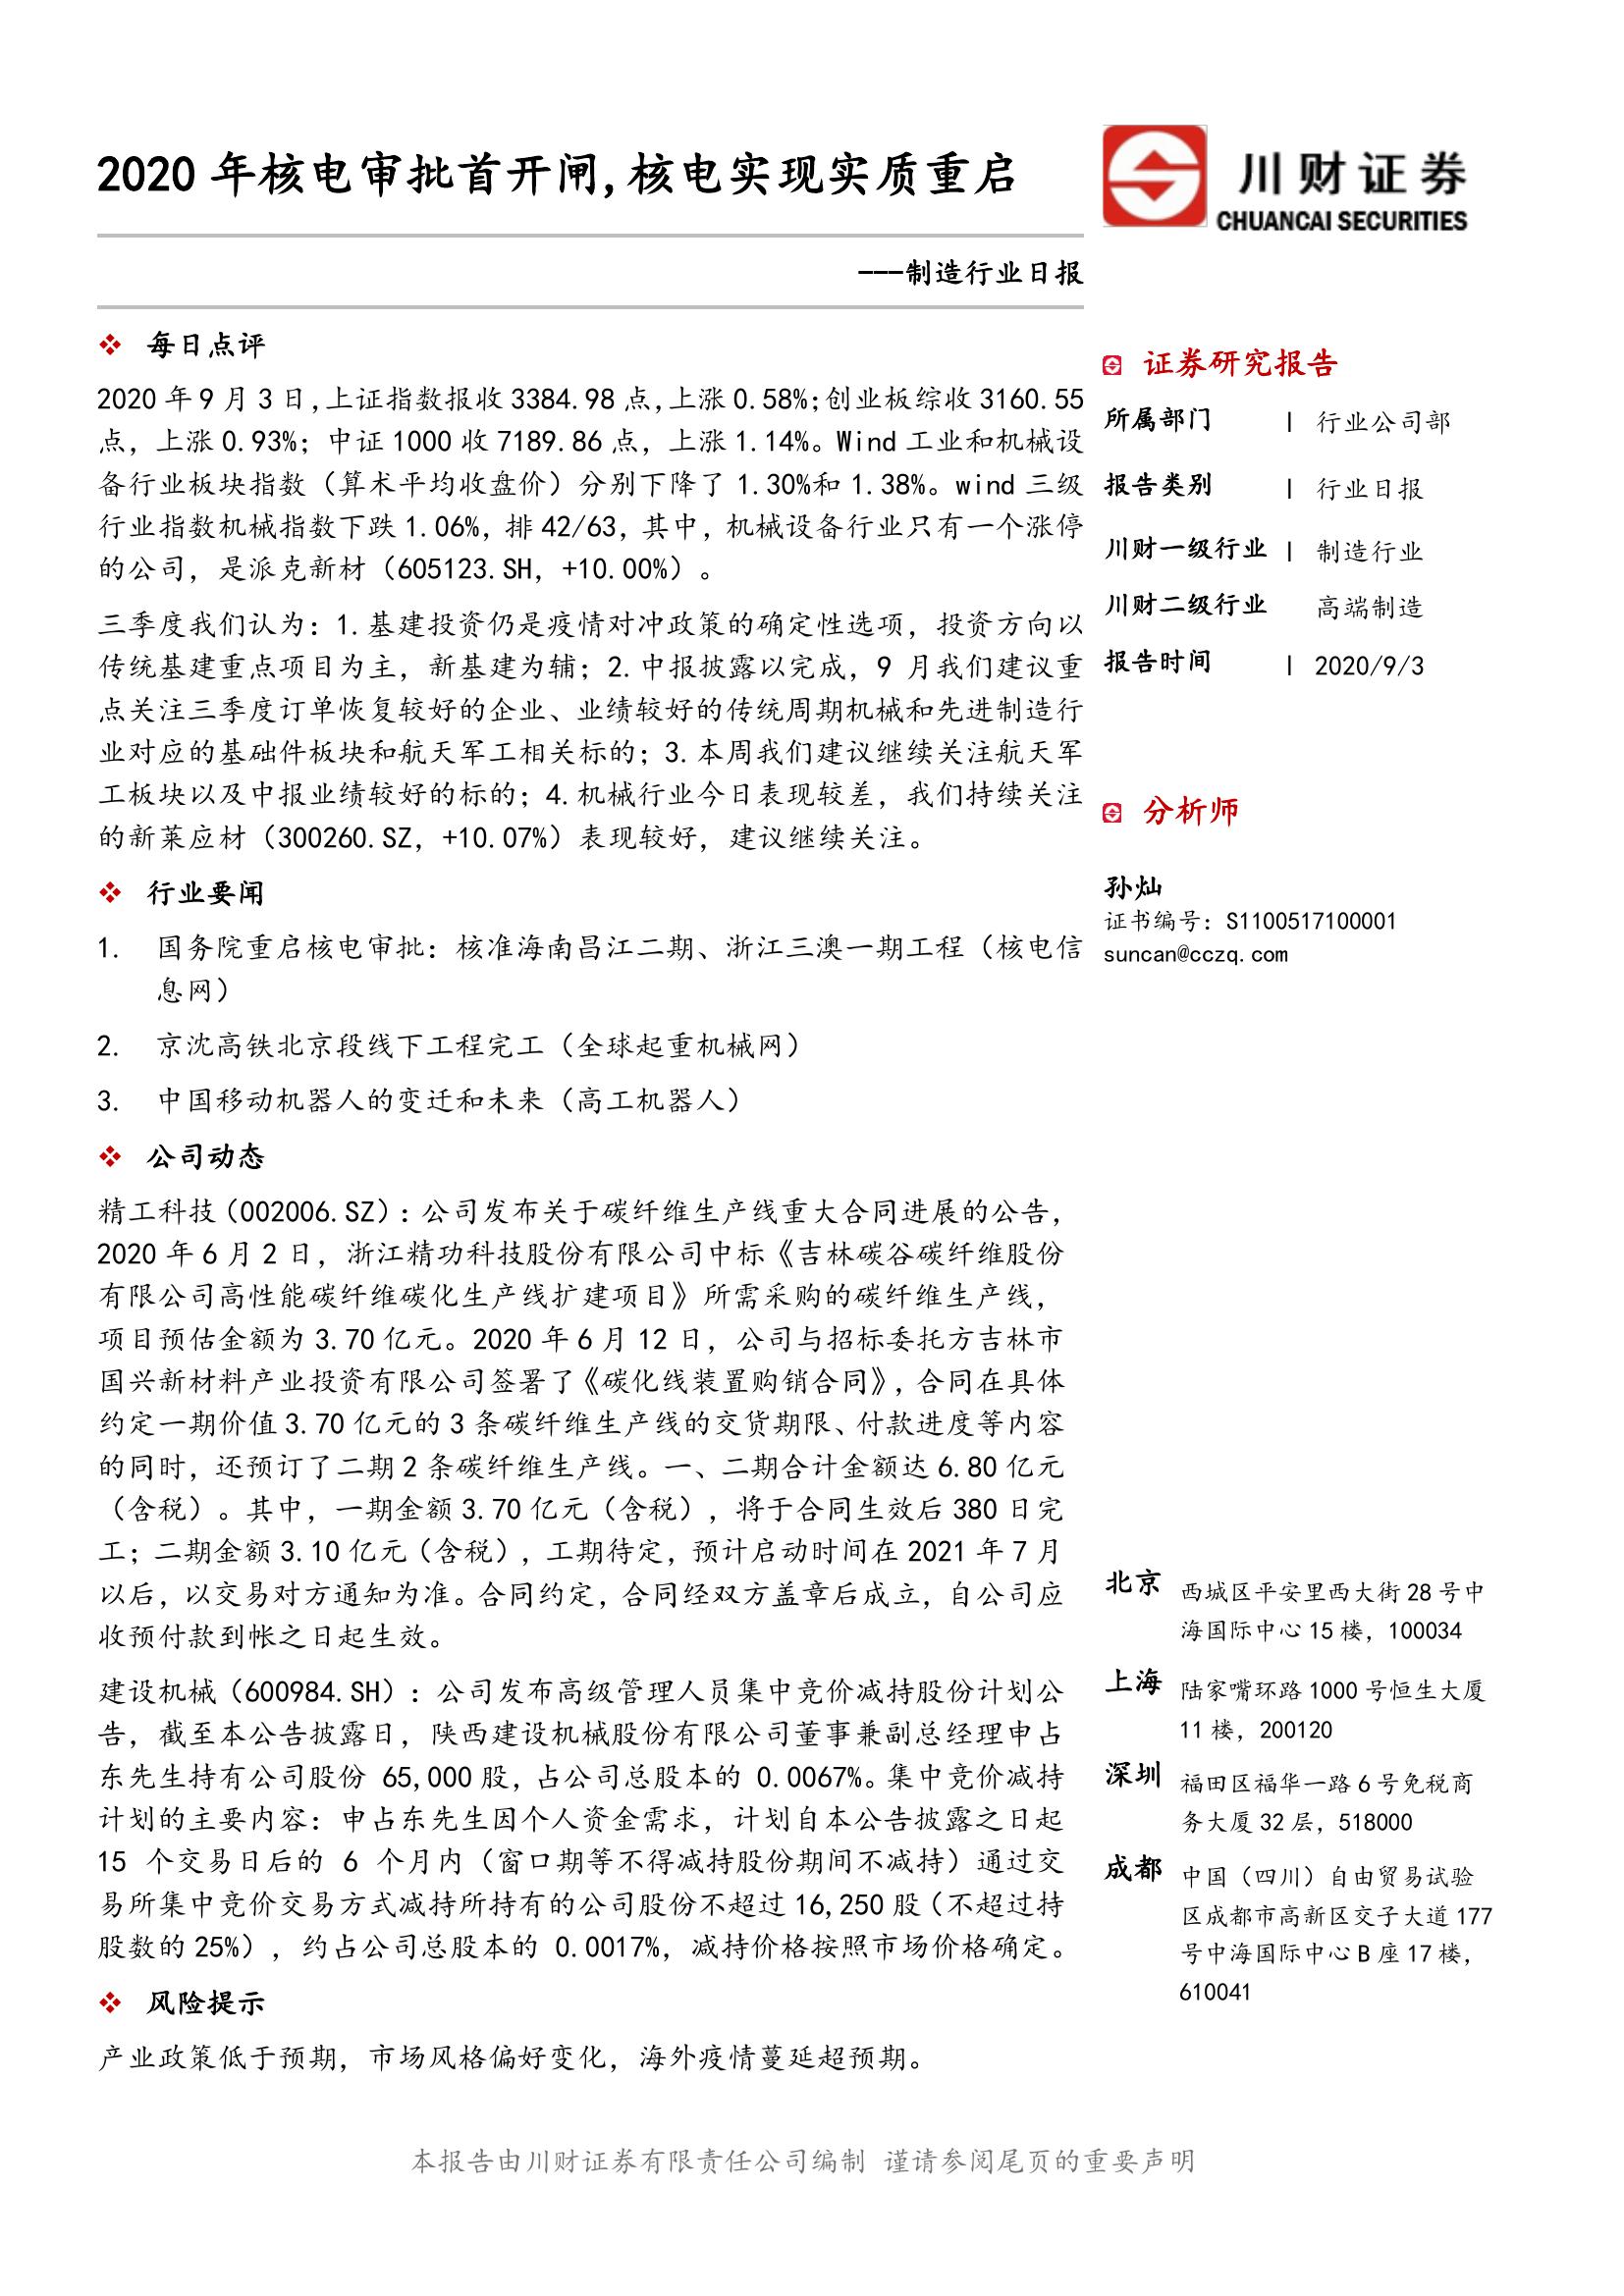 2020 年核电审批首开闸,核电实现实质重启
川财证券
CHUANCAI SECURITIES
---制造行业日报
每日点评
2020 年 9 月 3 日,上证指数报收 3384.98 点,上涨 0.58%;创业板综收 3160.55
点，上涨 0.93%；中证 1000 收 7189.86 点，上涨 1.14%。Wind 工业和机械设
备行业板块指数（算术平均收盘价）分别下降了 1.30%和 1.38%。wind 三级
行业指数机械指数下跌 1.06%，排 42/63，其中，机械设备行业只有一个涨停
的公司，是派克新材（605123.SH，+10.00%）。
三季度我们认为：1.基建投资仍是疫情对冲政策的确定性选项，投资方向以
传统基建重点项目为主，新基建为辅；2.中报披露以完成，9 月我们建议重
点关注三季度订单恢复较好的企业、业绩较好的传统周期机械和先进制造行
业对应的基础件板块和航天军工相关标的；3.本周我们建议继续关注航天军
工板块以及中报业绩较好的标的；4.机械行业今日表现较差，我们持续关注
的新莱应材（300260.SZ，+10.07%）表现较好，建议继续关注。
行业要闻
1. 国务院重启核电审批：核准海南昌江二期、浙江三澳一期工程（核电信
息网）
2. 京沈高铁北京段线下工程完工（全球起重机械网）
3. 中国移动机器人的变迁和未来（高工机器人）
公司动态
精工科技（002006.SZ）：公司发布关于碳纤维生产线重大合同进展的公告，
2020 年 6 月 2 日，浙江精功科技股份有限公司中标《吉林碳谷碳纤维股份
有限公司高性能碳纤维碳化生产线扩建项目》所需采购的碳纤维生产线，
项目预估金额为 3.70 亿元。2020 年 6 月 12 日，公司与招标委托方吉林市
国兴新材料产业投资有限公司签署了《碳化线装置购销合同》，合同在具体
约定一期价值 3.70 亿元的 3 条碳纤维生产线的交货期限、付款进度等内容
的同时，还预订了二期 2 条碳纤维生产线。一、二期合计金额达 6.80 亿元
（含税）。其中，一期金额 3.70 亿元（含税），将于合同生效后 380 日完
工；二期金额 3.10 亿元（含税），工期待定，预计启动时间在 2021 年 7 月
以后，以交易对方通知为准。合同约定，合同经双方盖章后成立，自公司应
收预付款到帐之日起生效。
建设机械（600984.SH）：公司发布高级管理人员集中竞价减持股份计划公
告，截至本公告披露日，陕西建设机械股份有限公司董事兼副总经理申占
东先生持有公司股份 65,000 股，占公司总股本的 0.0067%。集中竞价减持
计划的主要内容：申占东先生因个人资金需求，计划自本公告披露之日起
15 个交易日后的 6 个月内（窗口期等不得减持股份期间不减持）通过交
易所集中竞价交易方式减持所持有的公司股份不超过 16,250 股（不超过持
股数的 25%），约占公司总股本的 0.0017%，减持价格按照市场价格确定。
风险提示
产业政策低于预期，市场风格偏好变化，海外疫情蔓延超预期。
证券研究报告
所属部门 | 行业公司部
报告类别 | 行业日报
川财一级行业 | 制造行业
川财二级行业 高端制造
报告时间 | 2020/9/3
分析师
孙灿
证书编号：S1100517100001
suncan@cczq.com
北京 西城区平安里西大街 28 号中
海国际中心 15 楼，100034
上海 陆家嘴环路 1000 号恒生大厦
11 楼，200120
深圳 福田区福华一路 6 号免税商
务大厦 32 层，518000
成都 中国（四川）自由贸易试验
区成都市高新区交子大道 177
号中海国际中心 B 座 17 楼，
610041
本报告由川财证券有限责任公司编制 谨请参阅尾页的重要声明